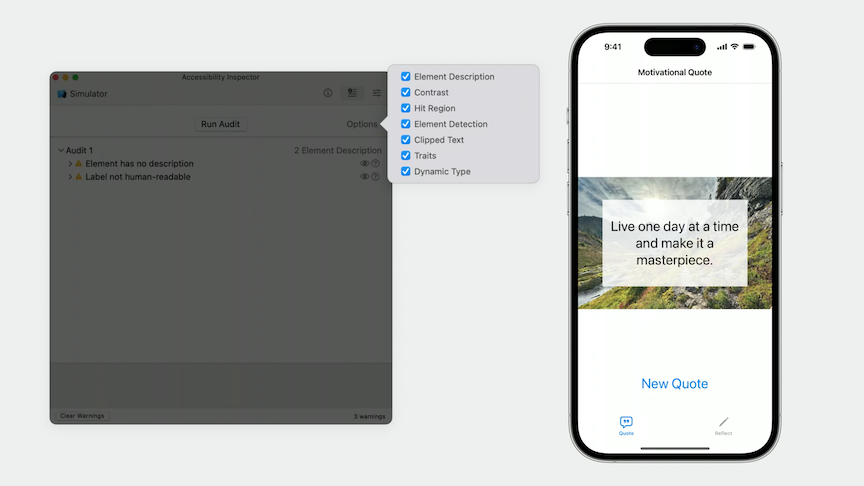 Accessibility Inspector
Simulator
Run Audit
Options
Audit 1
2 Element Description
Element has no description
Label not human-readable
Clear Warnings
3 warnings
Element Description
Contrast
Hit Region
Element Detection
Clipped Text
Traits
Dynamic Type
9:41
Motivational Quote
Live one day at a time
and make it a
masterpiece.
New Quote
Quote
Reflect